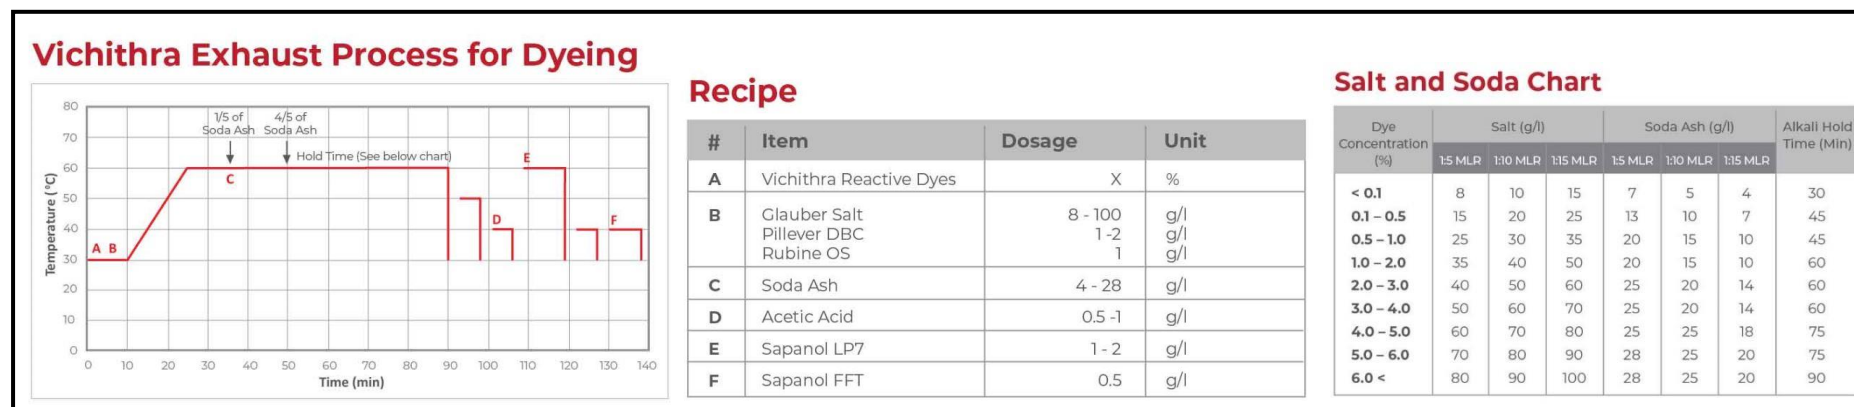 Vichithra Exhaust Process for Dyeing
80
70
60
50
40
30
20
10
0
Temperature (°C)
1/5 of
Soda Ash
4/5 of
Soda Ash
Hold Time (See below chart)
A B
C
D
E
F
0 10 20 30 40 50 60 70 80 90 100 110 120 130 140
Time (min)
Recipe
# Item Dosage Unit
A Vichithra Reactive Dyes X %
B Glauber Salt 8 - 100 g/l
Pillever DBC 1 -2 g/l
Rubine OS 1 g/l
C Soda Ash 4 - 28 g/l
D Acetic Acid 0.5 -1 g/l
E Sapanol LP7 1 - 2 g/l
F Sapanol FFT 0.5 g/l
Salt and Soda Chart
Dye Concentration (%) Salt (g/l) Soda Ash (g/l) Alkali Hold Time (Min)
1:5 MLR 1:10 MLR 1:15 MLR 1:5 MLR 1:10 MLR 1:15 MLR
< 0.1 8 10 15 7 5 4 30
0.1 – 0.5 15 20 25 13 10 7 45
0.5 – 1.0 25 30 35 20 15 10 45
1.0 – 2.0 35 40 50 20 15 10 60
2.0 – 3.0 40 50 60 25 20 14 60
3.0 – 4.0 50 60 70 25 20 14 60
4.0 – 5.0 60 70 80 25 25 18 75
5.0 – 6.0 70 80 90 28 25 20 75
6.0 < 80 90 100 28 25 20 90